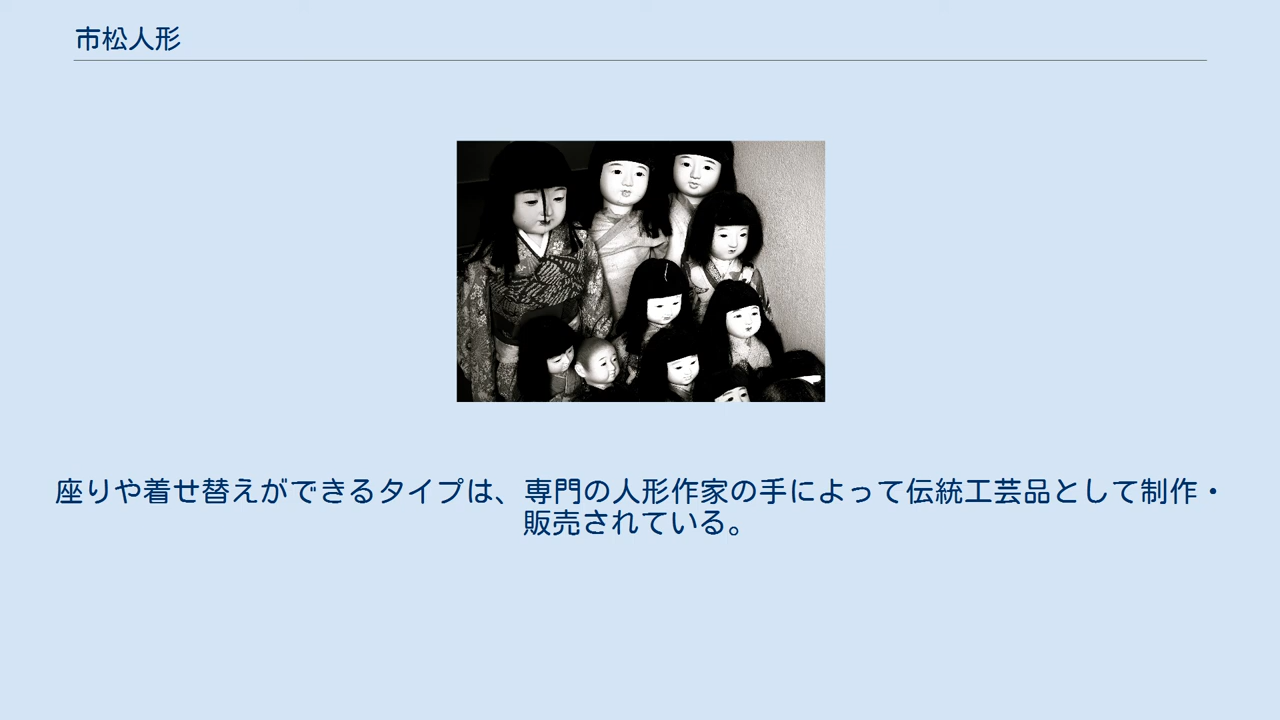 市松人形
座りや着せ替えができるタイプは、専門の人形作家の手によって伝統工芸品として制作・
販売されている。